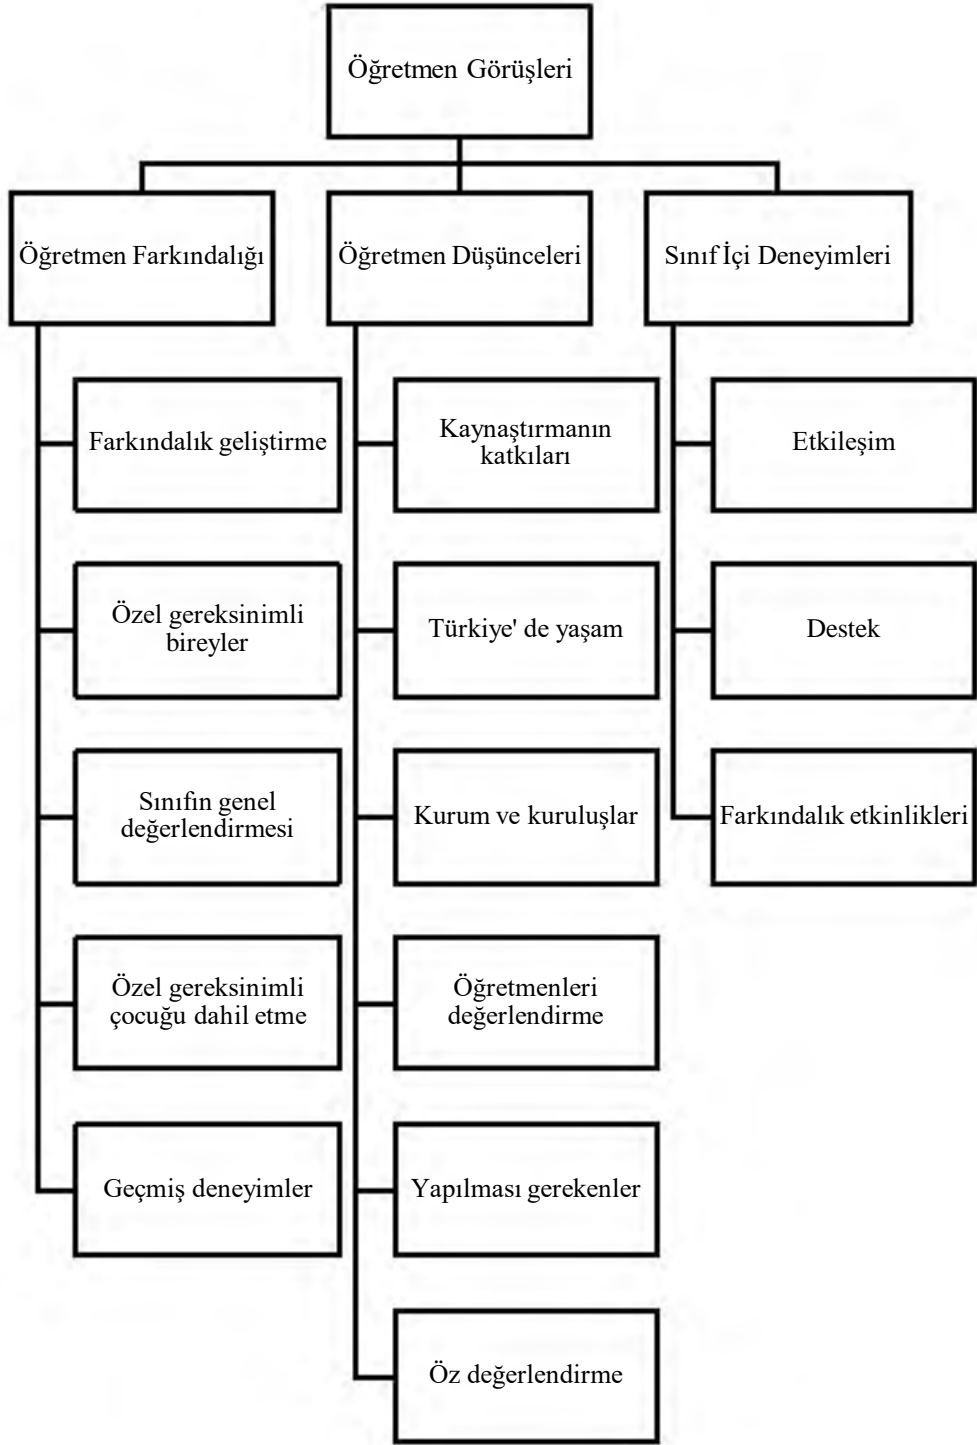 Öğretmen Görüşleri
Öğretmen Farkındalığı
Öğretmen Düşünceleri
Sınıf İçi Deneyimleri
Farkındalık geliştirme
Özel gereksinimli
bireyler
Sınıfın genel
değerlendirmesi
Özel gereksinimli
çocuğu dahil etme
Geçmiş deneyimler
Kaynaştırmanın
katkıları
Türkiye' de yaşam
Kurum ve kuruluşlar
Öğretmenleri
değerlendirme
Yapılması gerekenler
Öz değerlendirme
Etkileşim
Destek
Farkındalık etkinlikleri